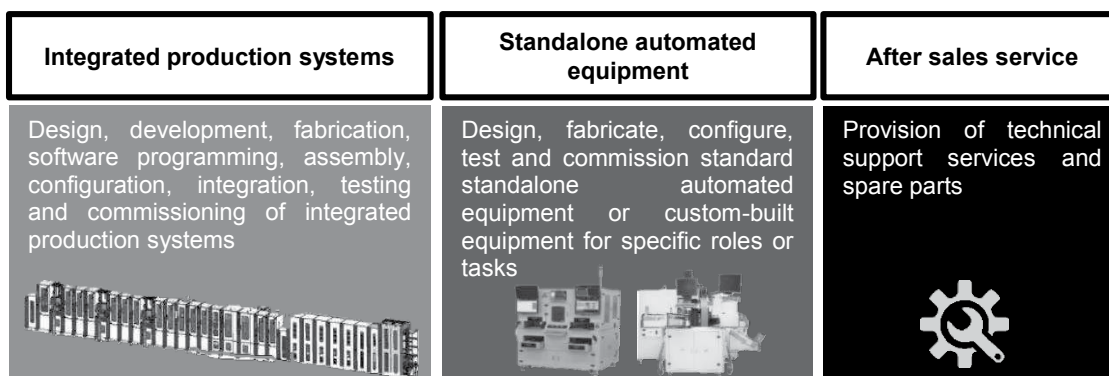 Integrated production systems
Standalone automated
equipment
After sales service
Design, development, fabrication,
software programming, assembly,
configuration, integration, testing
and commissioning of integrated
production systems
Design, fabricate, configure,
test and commission standard
standalone automated
equipment or custom-built
equipment for specific roles or
tasks
Provision of technical
support services and
spare parts